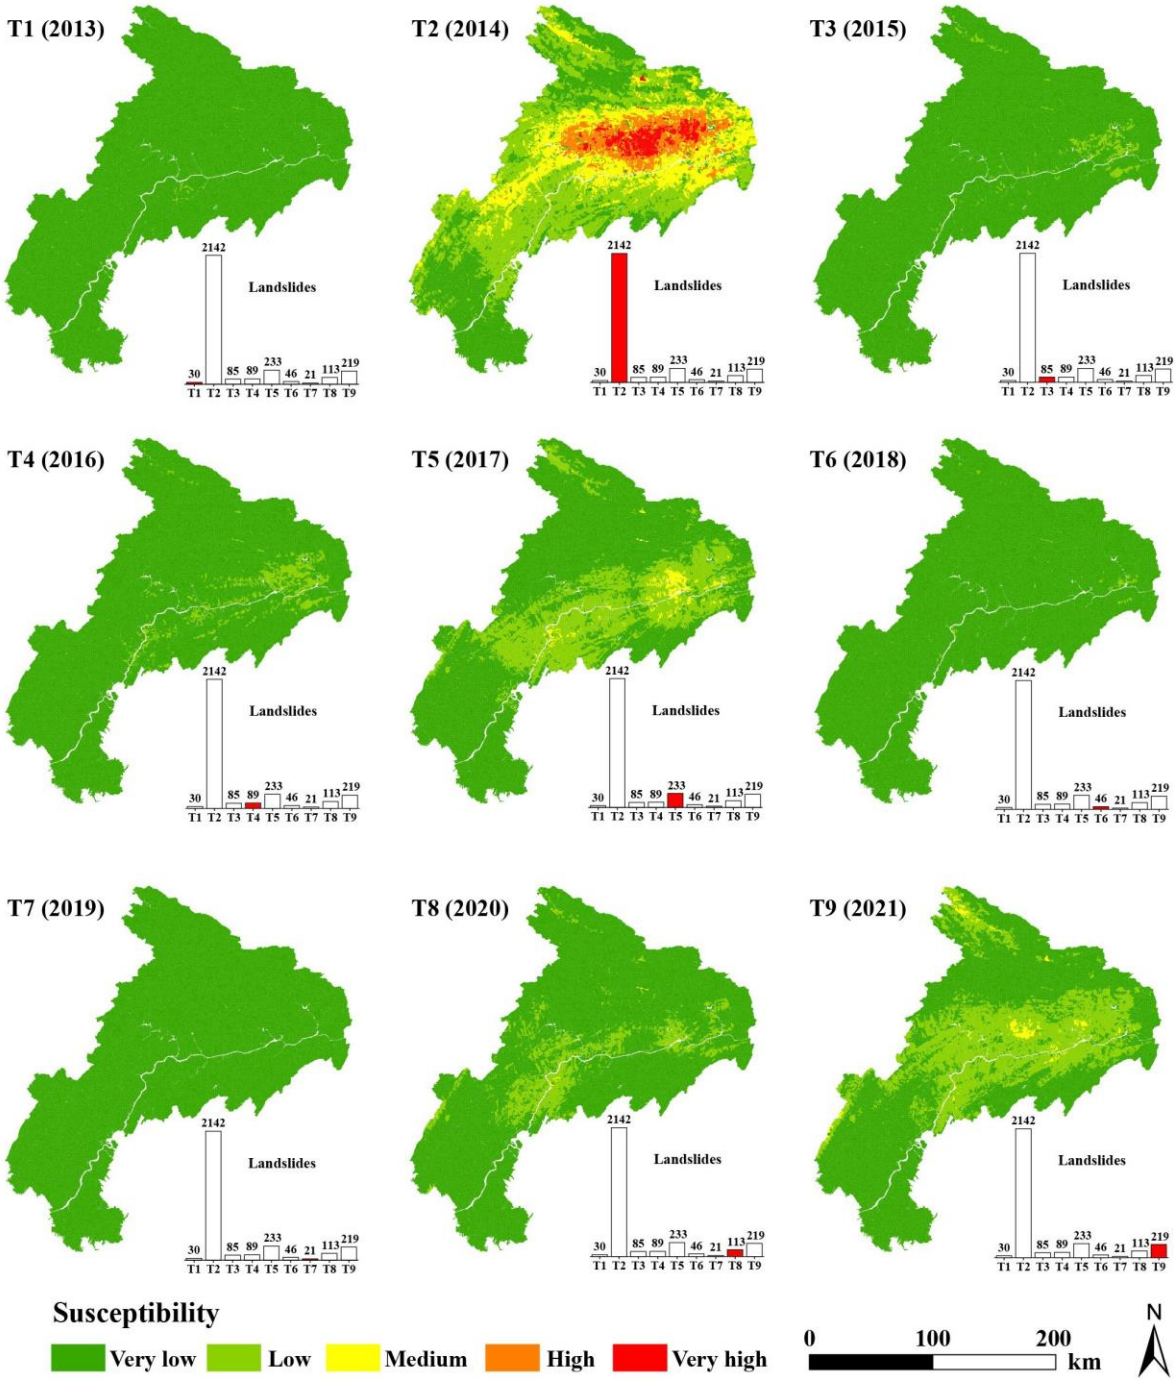 T1 (2013)
2142
Landslides
30 85 89 233 46 21 113 219
T1 T2 T3 T4 T5 T6 T7 T8 T9
T2 (2014)
2142
Landslides
30 85 89 233 46 21 113 219
T1 T2 T3 T4 T5 T6 T7 T8 T9
T3 (2015)
2142
Landslides
30 85 89 233 46 21 113 219
T1 T2 T3 T4 T5 T6 T7 T8 T9
T4 (2016)
2142
Landslides
30 85 89 233 46 21 113 219
T1 T2 T3 T4 T5 T6 T7 T8 T9
T5 (2017)
2142
Landslides
30 85 89 233 46 21 113 219
T1 T2 T3 T4 T5 T6 T7 T8 T9
T6 (2018)
2142
Landslides
30 85 89 233 46 21 113 219
T1 T2 T3 T4 T5 T6 T7 T8 T9
T7 (2019)
2142
Landslides
30 85 89 233 46 21 113 219
T1 T2 T3 T4 T5 T6 T7 T8 T9
T8 (2020)
2142
Landslides
30 85 89 233 46 21 113 219
T1 T2 T3 T4 T5 T6 T7 T8 T9
T9 (2021)
2142
Landslides
30 85 89 233 46 21 113 219
T1 T2 T3 T4 T5 T6 T7 T8 T9
Susceptibility
Very low Low Medium High Very high
0 100 200
km
N